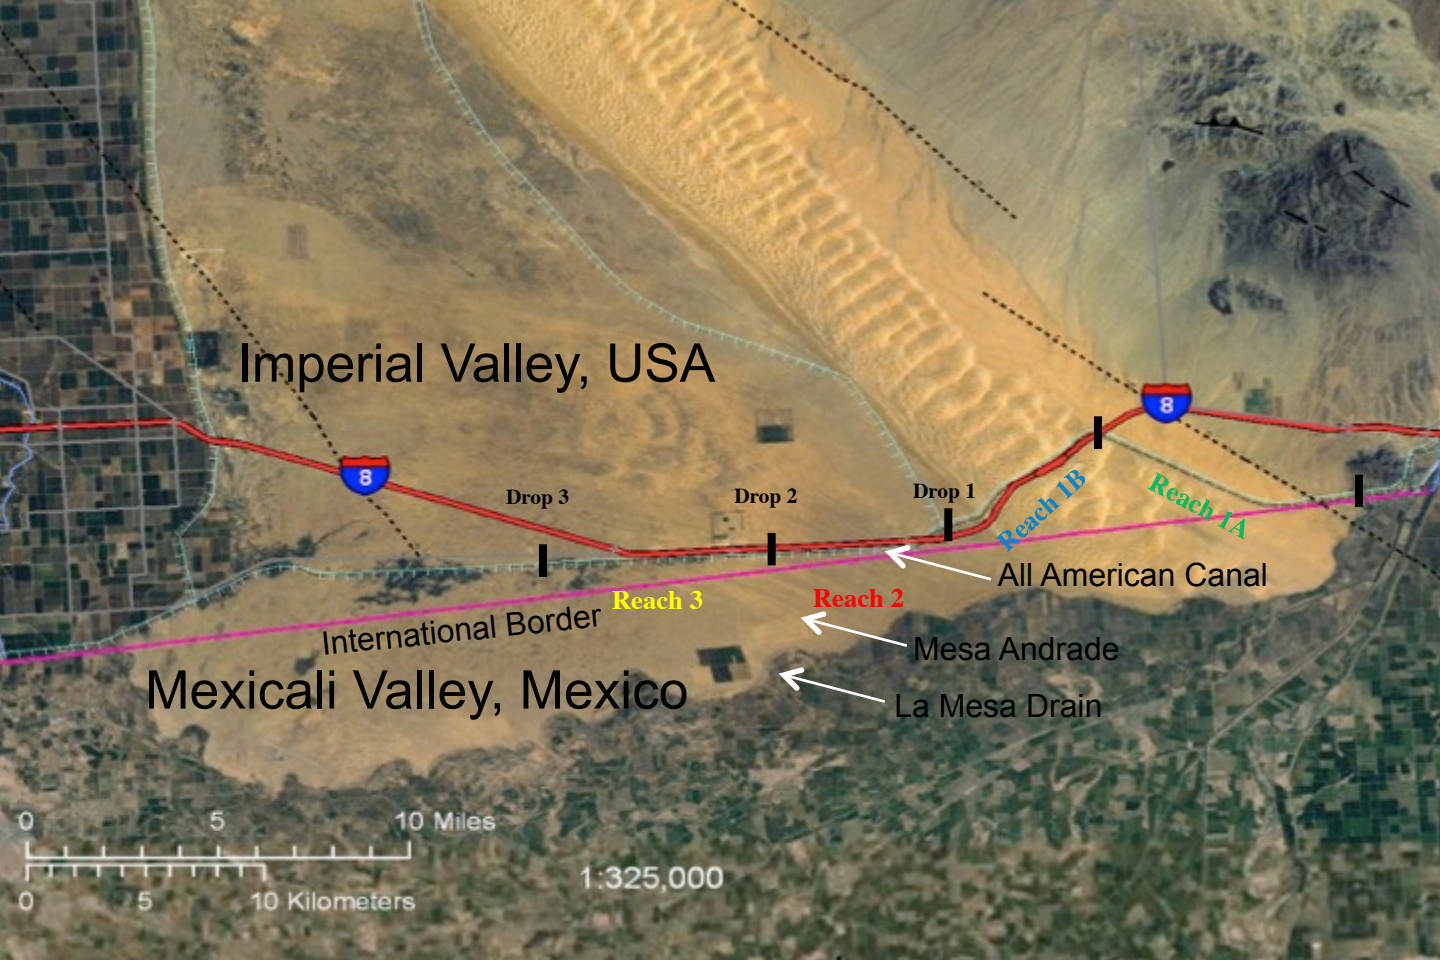 Imperial Valley, USA
8
8
Drop 3
Drop 2
Drop 1
Reach 1B
Reach 1A
All American Canal
Reach 3
Reach 2
International Border
Mesa Andrade
Mexicali Valley, Mexico
La Mesa Drain
0 5 10 Miles
0 5 10 Kilometers
1:325,000